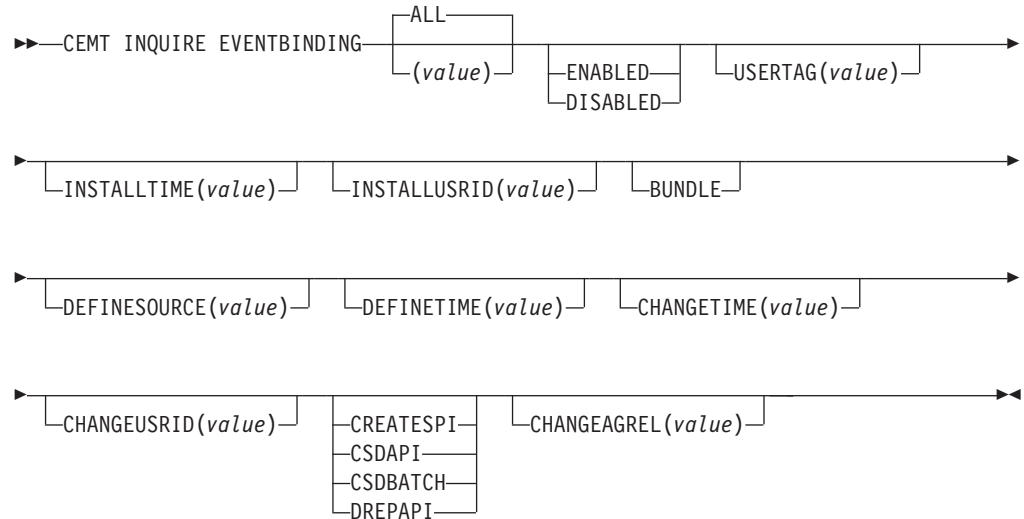 ALL
CEMT INQUIRE EVENTBINDING
(value) ENABLED USERTAG(value)
DISABLED
INSTALLTIME(value) INSTALLUSRID(value) BUNDLE
DEFINESOURCE(value) DEFINETIME(value) CHANGETIME(value)
CHANGEUSRID(value) CREATESPI CHANGEAGREL(value)
CSDAPI
CSDBATCH
DREPAPI